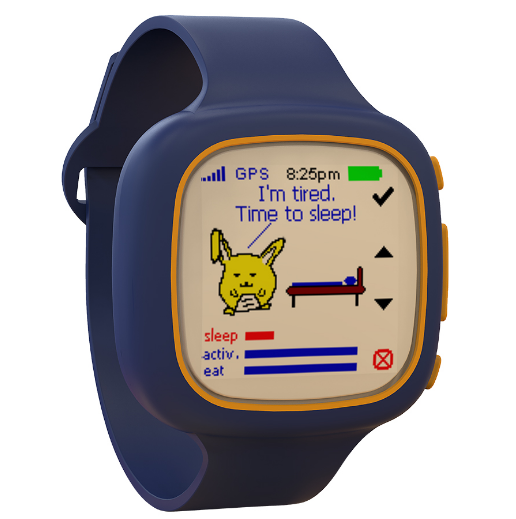 GPS 8:25pm
I'm tired.
Time to sleep!
sleep
activ.
eat